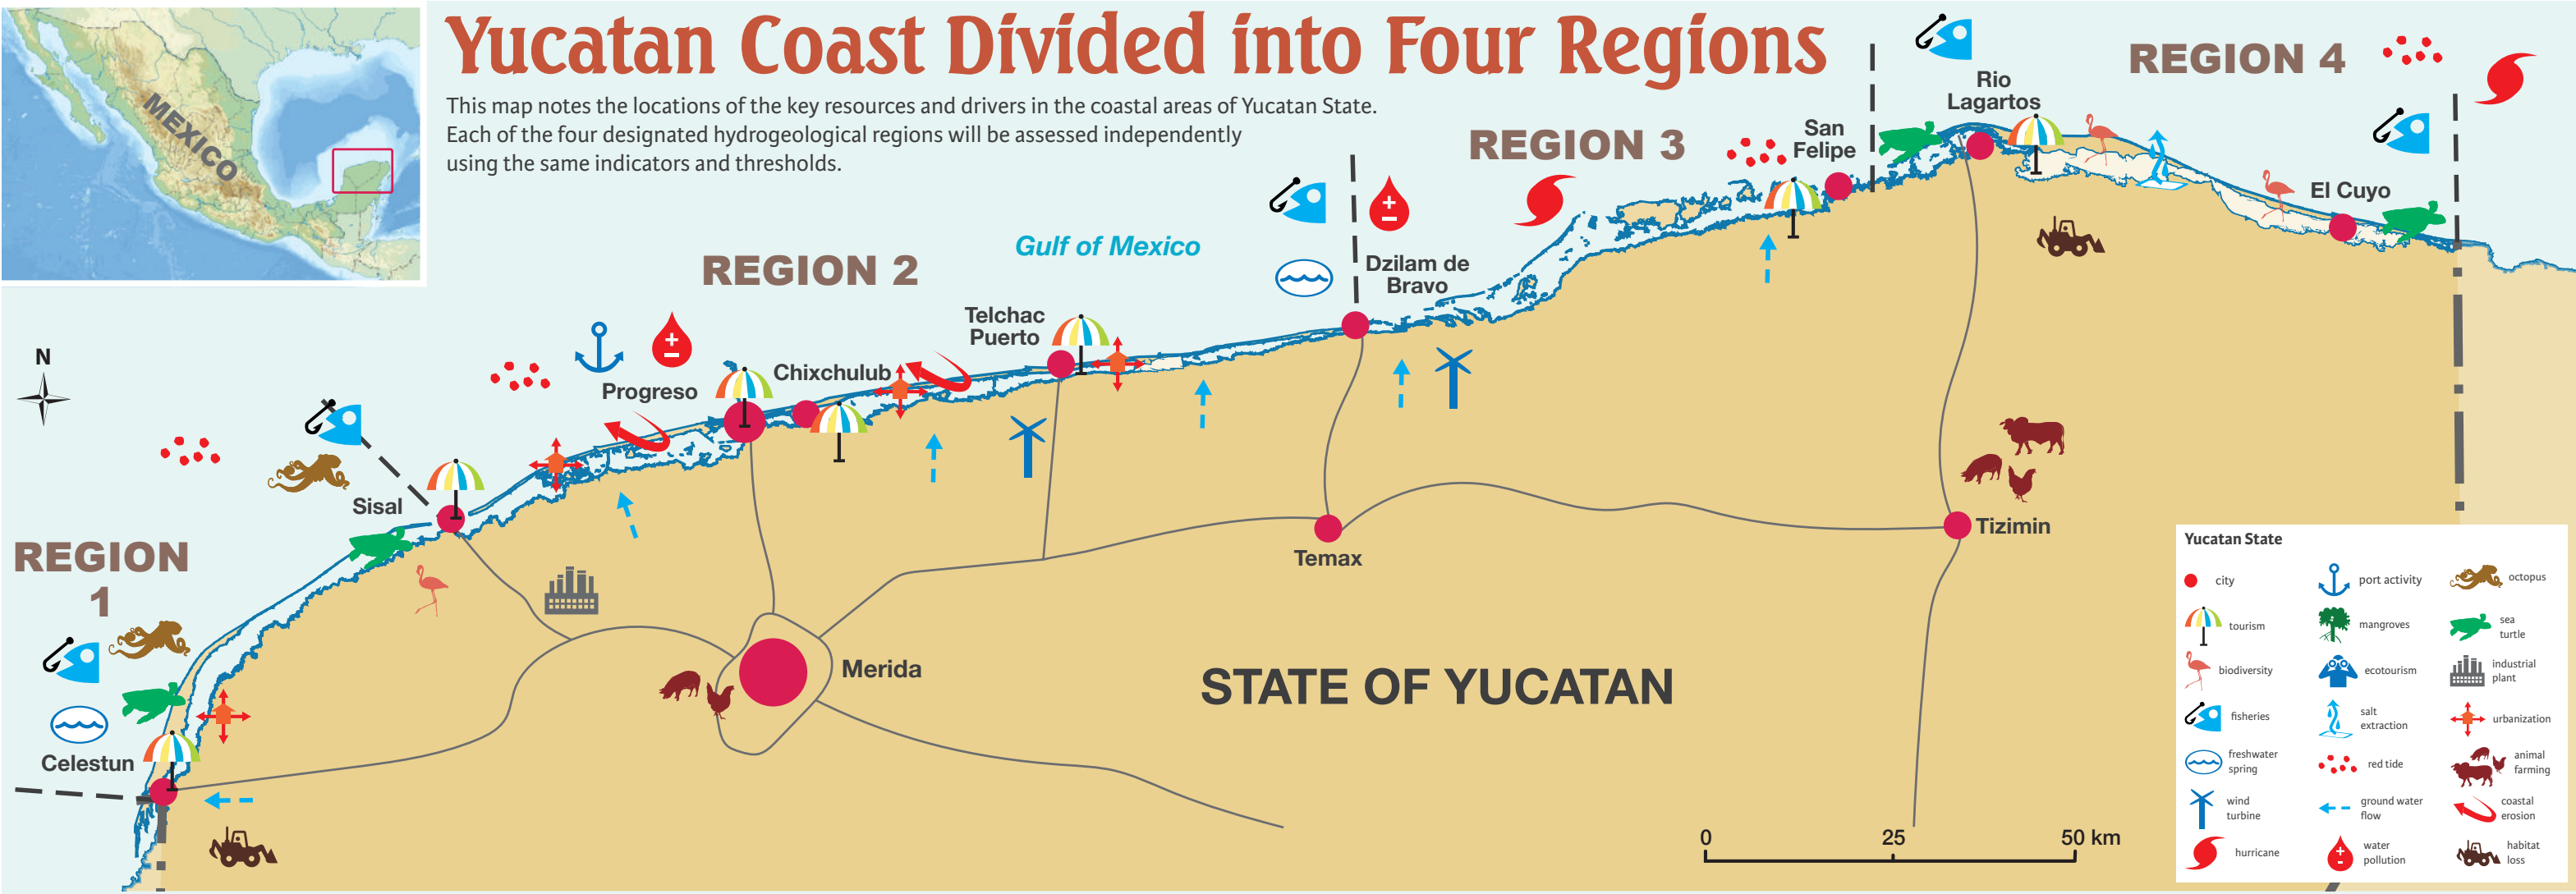 Yucatan Coast Divided into Four Regions
This map notes the locations of the key resources and drivers in the coastal areas of Yucatan State.
Each of the four designated hydrogeological regions will be assessed independently
using the same indicators and thresholds.
MEXICO
REGION 4
Rio
Lagartos
San
Felipe
REGION 3
El Cuyo
Gulf of Mexico
Dzilam de
Bravo
REGION 2
Telchac
Puerto
Chixchulub
Progreso
N
Sisal
REGION
1
Celestun
Merida
Temax
Tizimin
STATE OF YUCATAN
0 25 50 km
Yucatan State
city
port activity
octopus
tourism
mangroves
sea
turtle
biodiversity
ecotourism
industrial
plant
fisheries
salt
extraction
urbanization
freshwater
spring
red tide
animal
farming
wind
turbine
ground water
flow
coastal
erosion
hurricane
water
pollution
habitat
loss
+
−
+
−
+
−